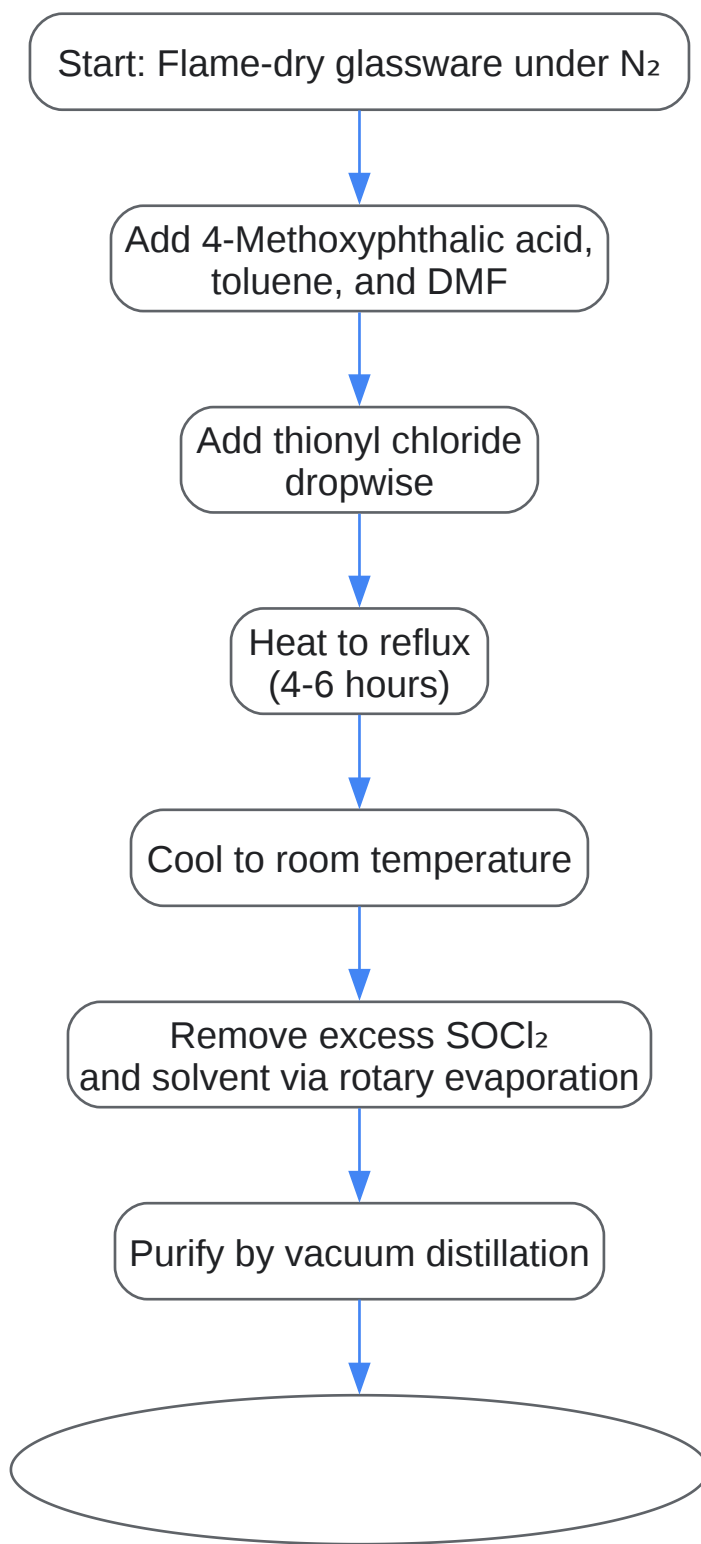 Start: Flame-dry glassware under N₂
Add 4-Methoxyphthalic acid,
toluene, and DMF
Add thionyl chloride
dropwise
Heat to reflux
(4-6 hours)
Cool to room temperature
Remove excess SOCl₂
and solvent via rotary evaporation
Purify by vacuum distillation